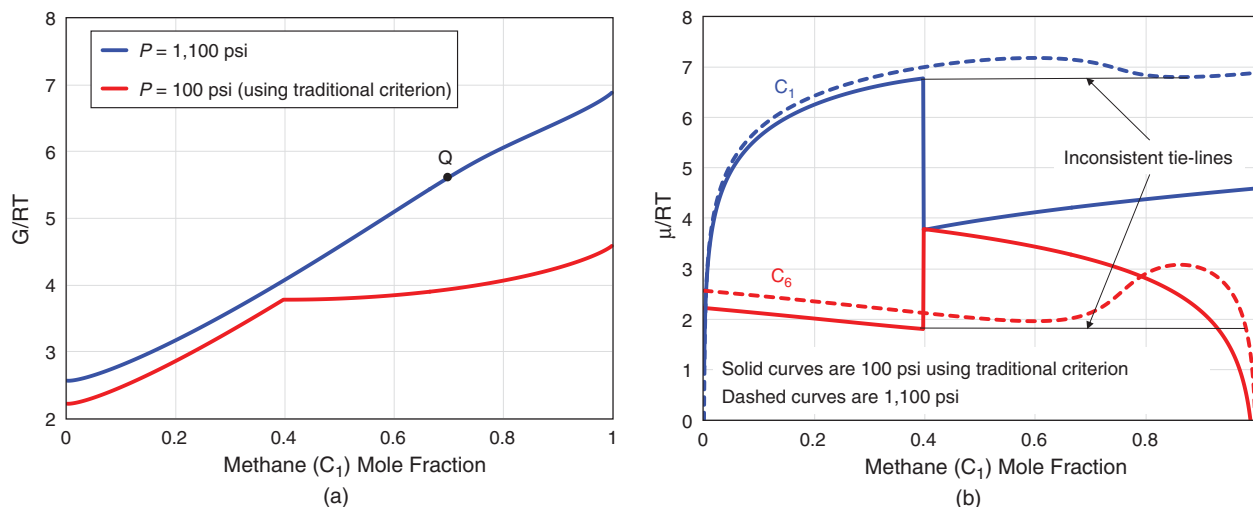 8
7
6
5
4
3
2
G/RT
P = 1,100 psi
P = 100 psi (using traditional criterion)
Q
0
0.2
0.4
0.6
0.8
1
Methane (C₁) Mole Fraction
(a)
8
7
6
5
4
3
2
1
0
μ/RT
C₁
Inconsistent tie-lines
C₆
Solid curves are 100 psi using traditional criterion
Dashed curves are 1,100 psi
0
0.2
0.4
0.6
0.8
Methane (C₁) Mole Fraction
(b)